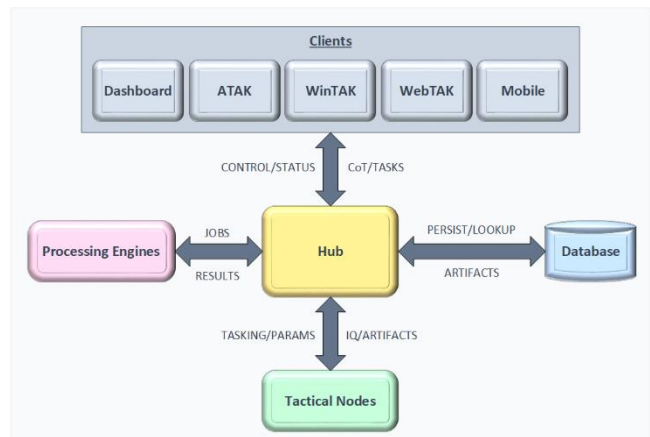 Clients
Dashboard
ATAK
WinTAK
WebTAK
Mobile
CONTROL/STATUS
CoT/TASKS
Processing Engines
JOBS
RESULTS
Hub
PERSIST/LOOKUP
ARTIFACTS
Database
TASKING/PARAMS
IQ/ARTIFACTS
Tactical Nodes